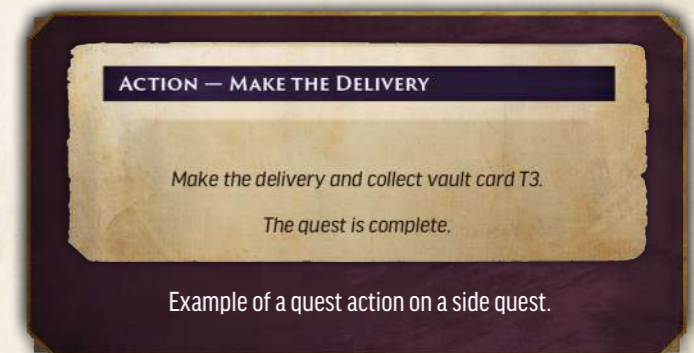 ACTION — MAKE THE DELIVERY
Make the delivery and collect vault card T3.
The quest is complete.
Example of a quest action on a side quest.